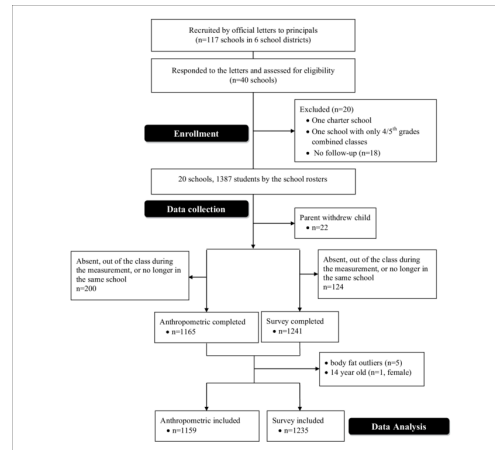 Recruited by official letters to principals
(n=117 schools in 6 school districts)
Responded to the letters and assessed for eligibility
(n=40 schools)
Excluded (n=20)
• One charter school
• One school with only 4/5th grades
combined classes
• No follow-up (n=18)
Enrollment
20 schools, 1387 students by the school rosters
Data collection
Parent withdrew child
• n=22
Absent, out of the class during
the measurement, or no longer in
the same school
n=200
Absent, out of the class during
the measurement, or no longer in
the same school
n=124
Anthropometric completed
• n=1165
Survey completed
• n=1241
• body fat outliers (n=5)
• 14 year old (n=1, female)
Anthropometric included
• n=1159
Survey included
• n=1235
Data Analysis